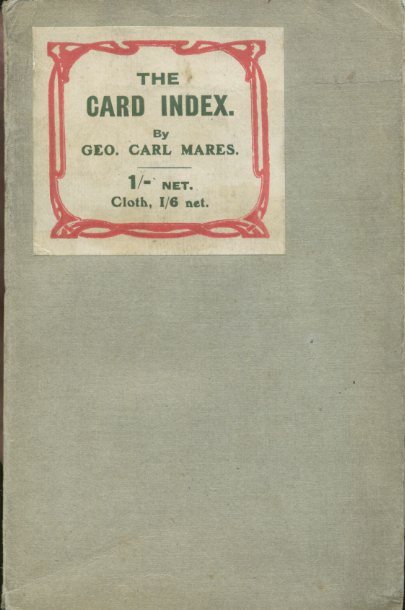 THE
CARD INDEX.
By
GEO. CARL MARES.
1/- NET.
Cloth, 1/6 net.